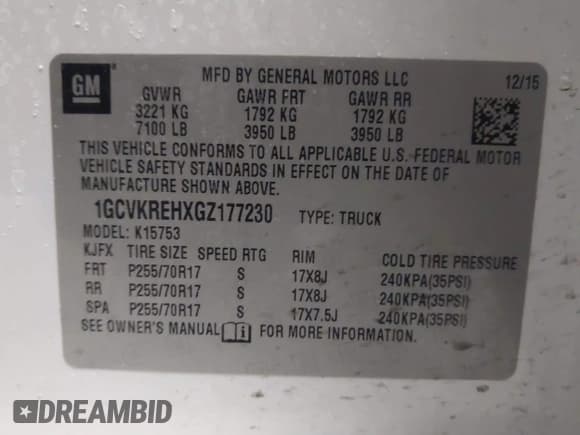 GM
MFD BY GENERAL MOTORS LLC 12/15
GVWR GAWR FRT GAWR RR
3221 KG 1792 KG 1792 KG
7100 LB 3950 LB 3950 LB
THIS VEHICLE CONFORMS TO ALL APPLICABLE U.S. FEDERAL MOTOR
VEHICLE SAFETY STANDARDS IN EFFECT ON THE DATE OF
MANUFACTURE SHOWN ABOVE.
1GCVKREHXGZ177230 TYPE: TRUCK
MODEL: K15753
KJFX TIRE SIZE SPEED RTG RIM COLD TIRE PRESSURE
FRT P255/70R17 S 17X8J 240KPA(35PSI)
RR P255/70R17 S 17X8J 240KPA(35PSI)
SPA P255/70R17 S 17X7.5J 240KPA(35PSI)
SEE OWNER'S MANUAL FOR MORE INFORMATION.
DREAMBID